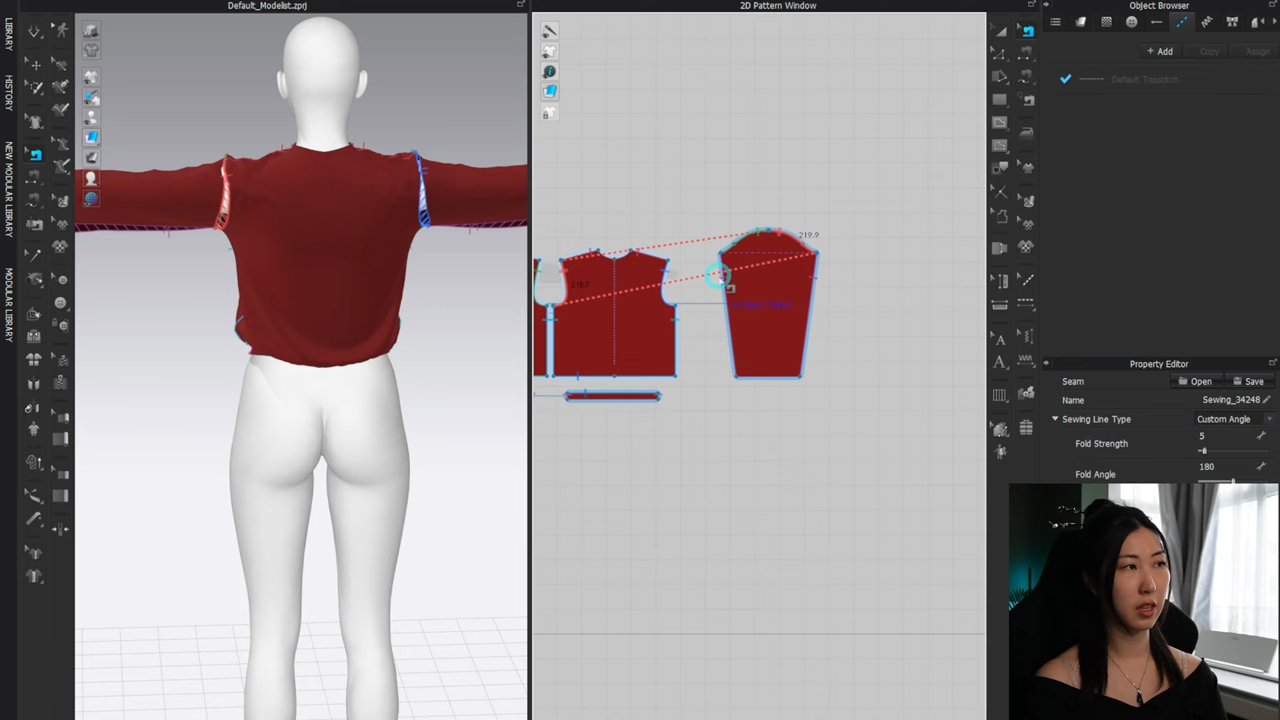 Default_Modelist.zprj
2D Pattern Window
Object Browser
LIBRARY
HISTORY
NEW MODULAR LIBRARY
MODULAR LIBRARY
+ Add
Copy
Assign
Default Topstitch
219.9
Property Editor
Seam
Open
Save
Name
Sewing_34248
Sewing Line Type
Custom Angle
Fold Strength
5
Fold Angle
180